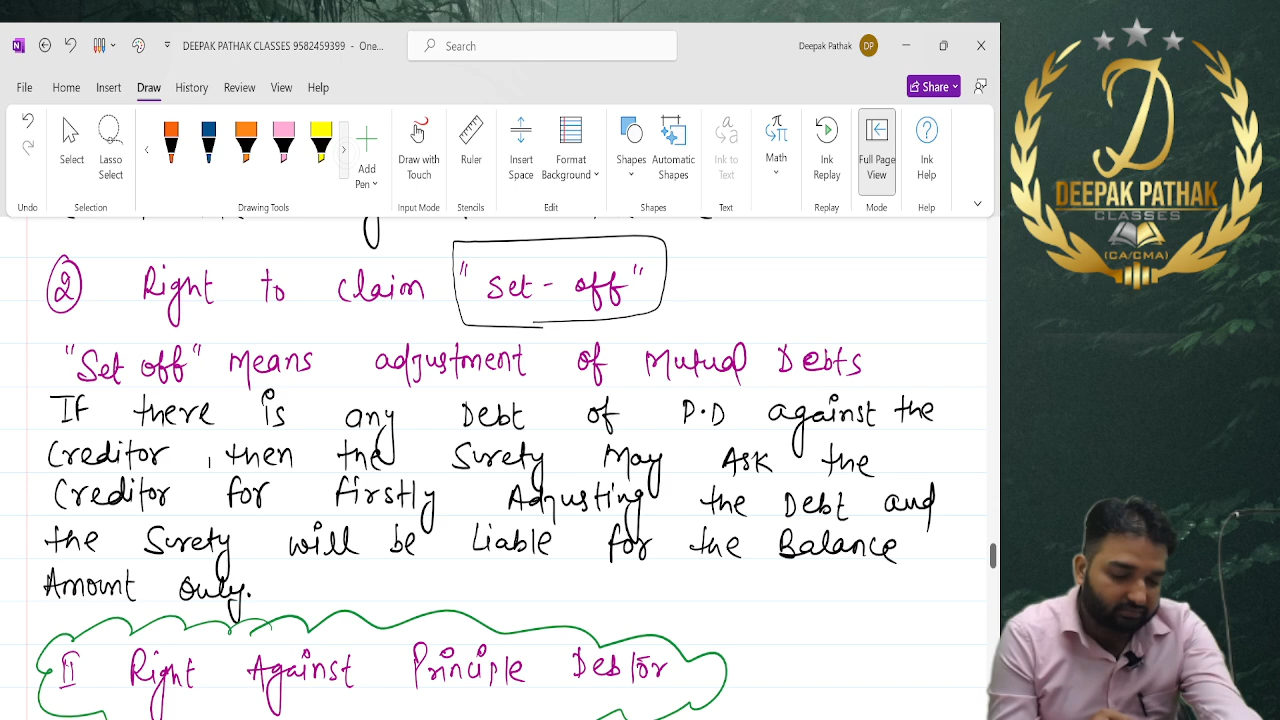 DEEPAK PATHAK CLASSES 9582459399 - One...
Search
Deepak Pathak
DP
File Home Insert Draw History Review View Help
Share
Undo
Select
Lasso Select
Selection
Drawing Tools
Add Pen
Draw with Touch
Input Mode
Ruler
Stencils
Insert Space
Format Background
Edit
Shapes
Automatic Shapes
Shapes
Ink to Text
Text
Math
Ink Replay
Replay
Full Page View
Mode
Ink Help
Help
② Right to claim "Set - off"
"Set off" Means adjustment of Mutual Debts
If there is any Debt of P.D against the
Creditor, then the Surety May Ask the
Creditor for firstly Adjusting the Debt and
the Surety will be Liable for the Balance
Amount Only.
II Right Against Principle Debtor
D
DEEPAK PATHAK
CLASSES
(CA/CMA)